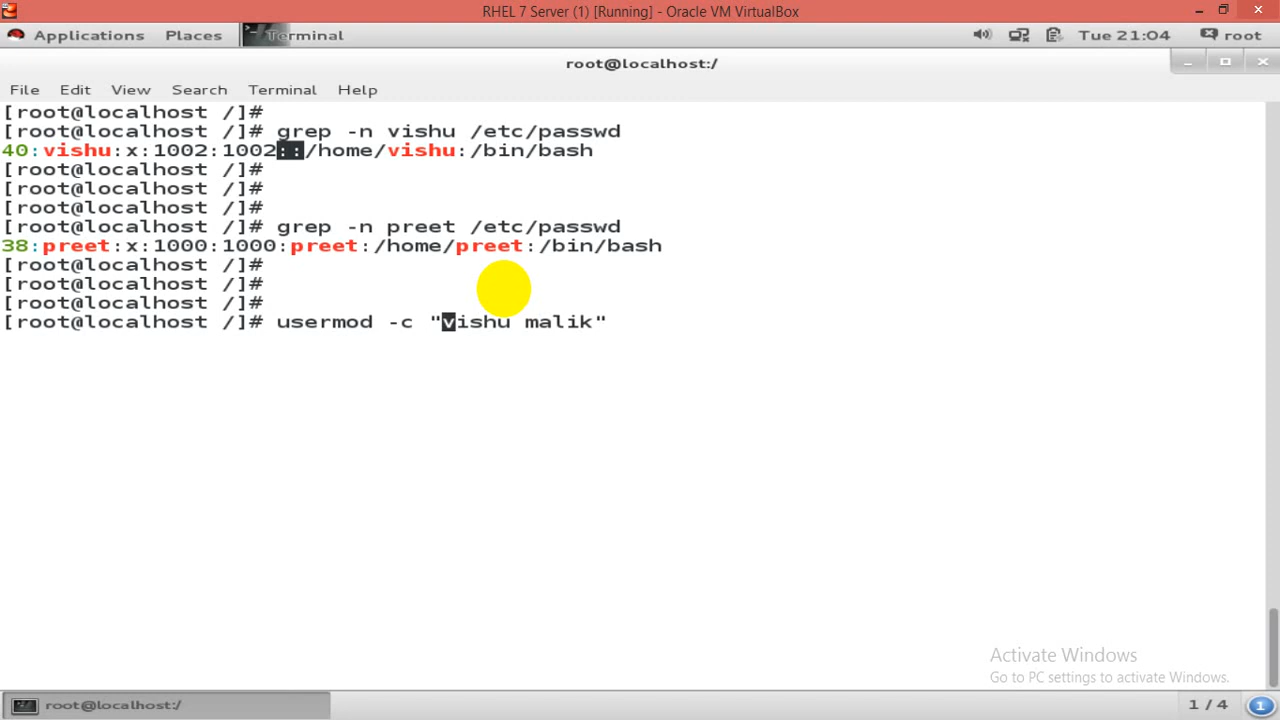 RHEL 7 Server (1) [Running] - Oracle VM VirtualBox
Applications Places Terminal Tue 21:04 root
root@localhost:/
File Edit View Search Terminal Help
[root@localhost /]#
[root@localhost /]# grep -n vishu /etc/passwd
40:vishu:x:1002:1002::/home/vishu:/bin/bash
[root@localhost /]#
[root@localhost /]#
[root@localhost /]#
[root@localhost /]# grep -n preet /etc/passwd
38:preet:x:1000:1000:preet:/home/preet:/bin/bash
[root@localhost /]#
[root@localhost /]#
[root@localhost /]#
[root@localhost /]# usermod -c "vishu malik"
Activate Windows
Go to PC settings to activate Windows.
root@localhost:/ 1 / 4 1